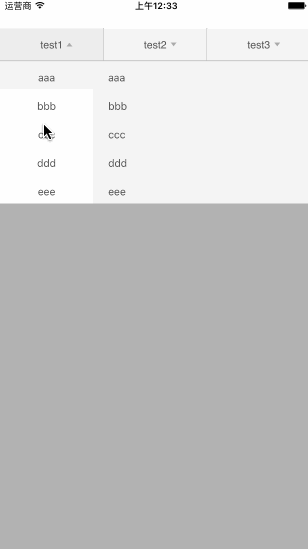 运营商 上午12:33
test1 test2 test3
aaa aaa
bbb bbb
ccc ccc
ddd ddd
eee eee